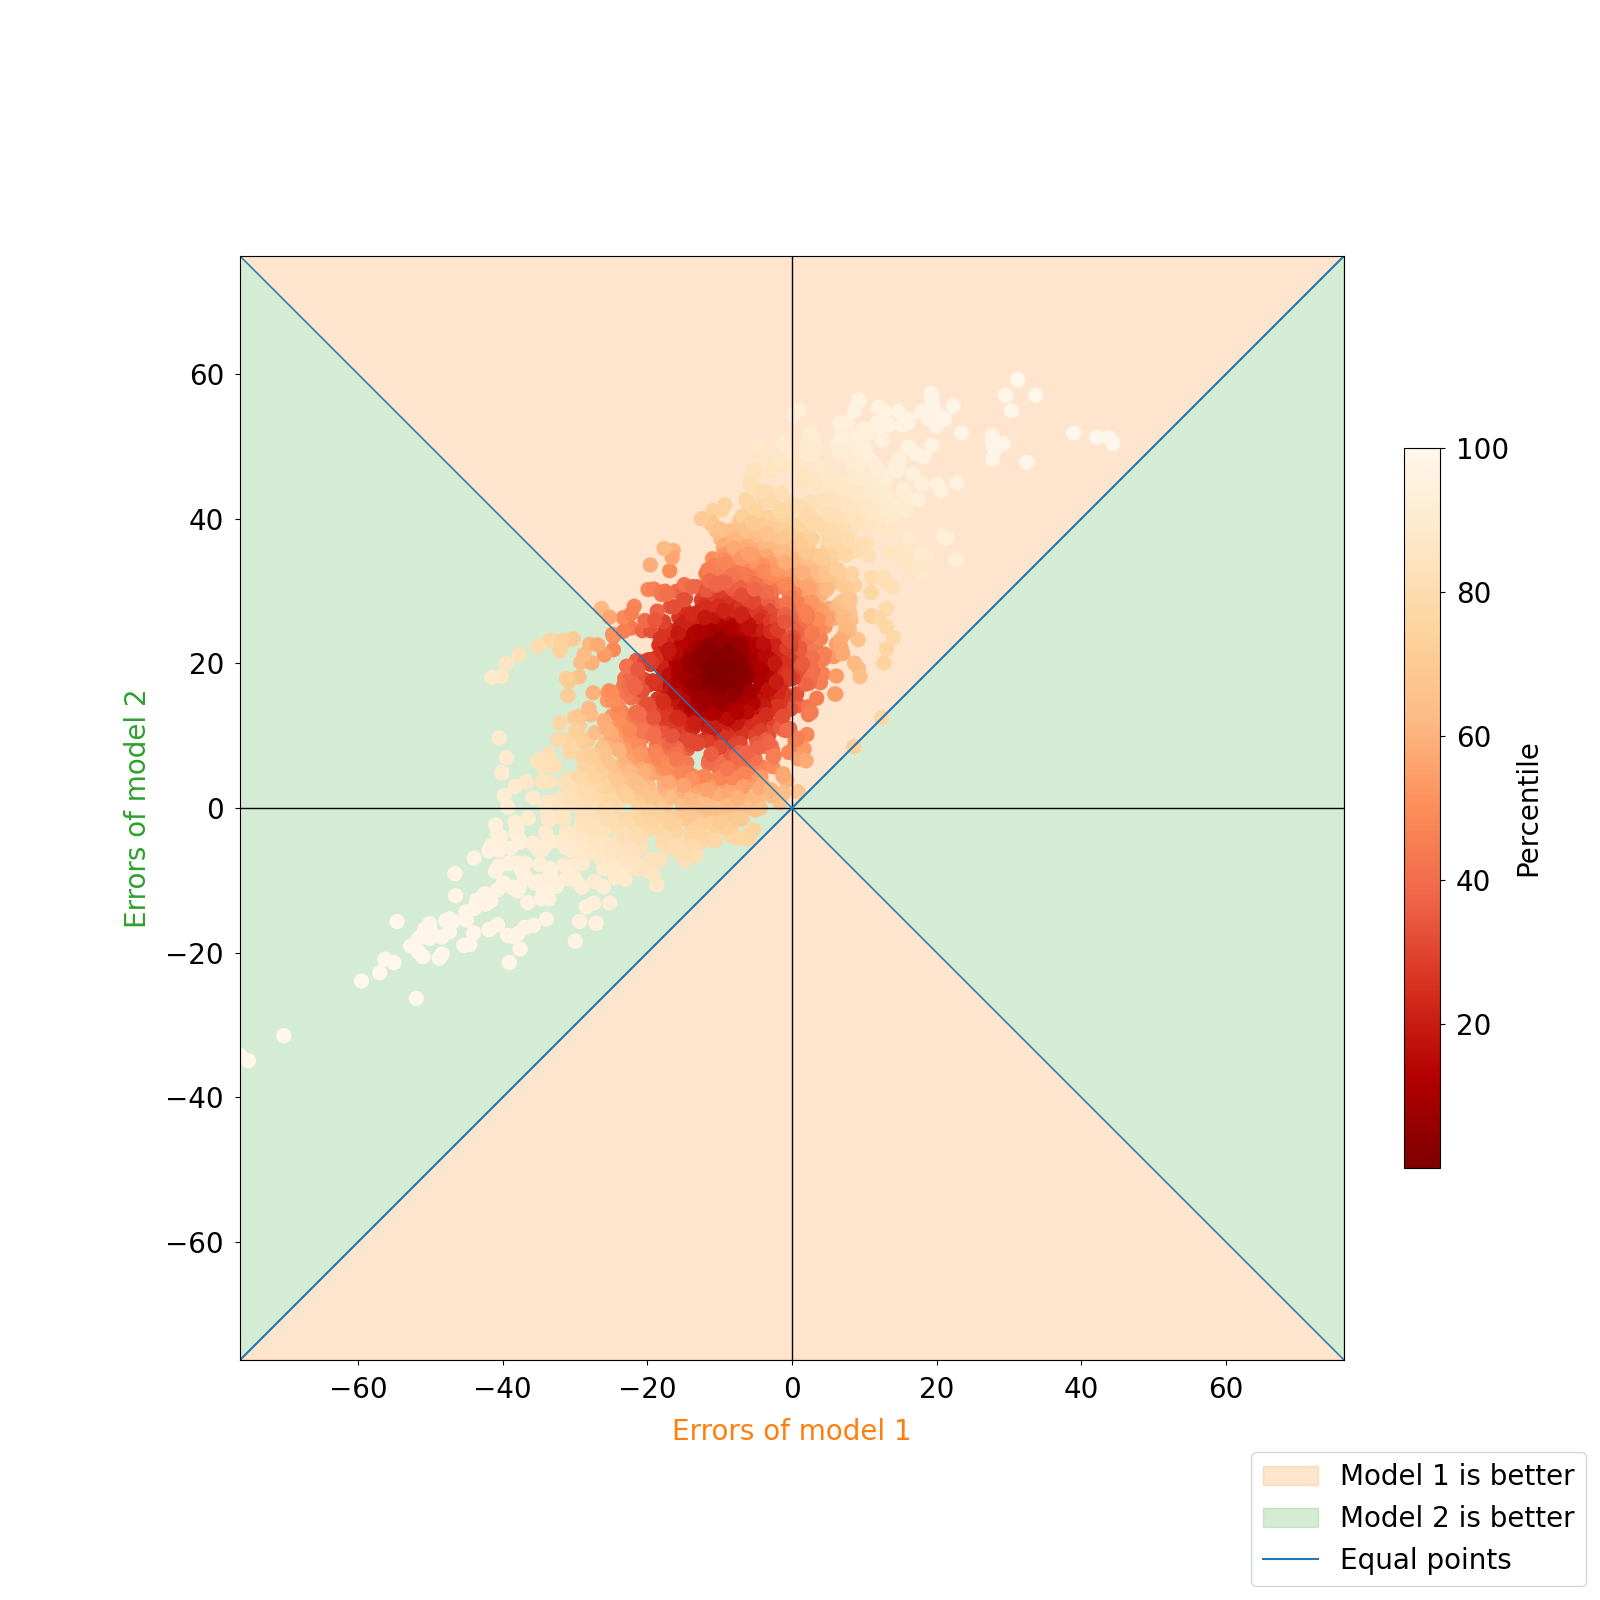 60
40
20
0
−20
−40
−60
Errors of model 2
−60 −40 −20 0 20 40 60
Errors of model 1
100
80
60
40
20
Percentile
Model 1 is better
Model 2 is better
Equal points